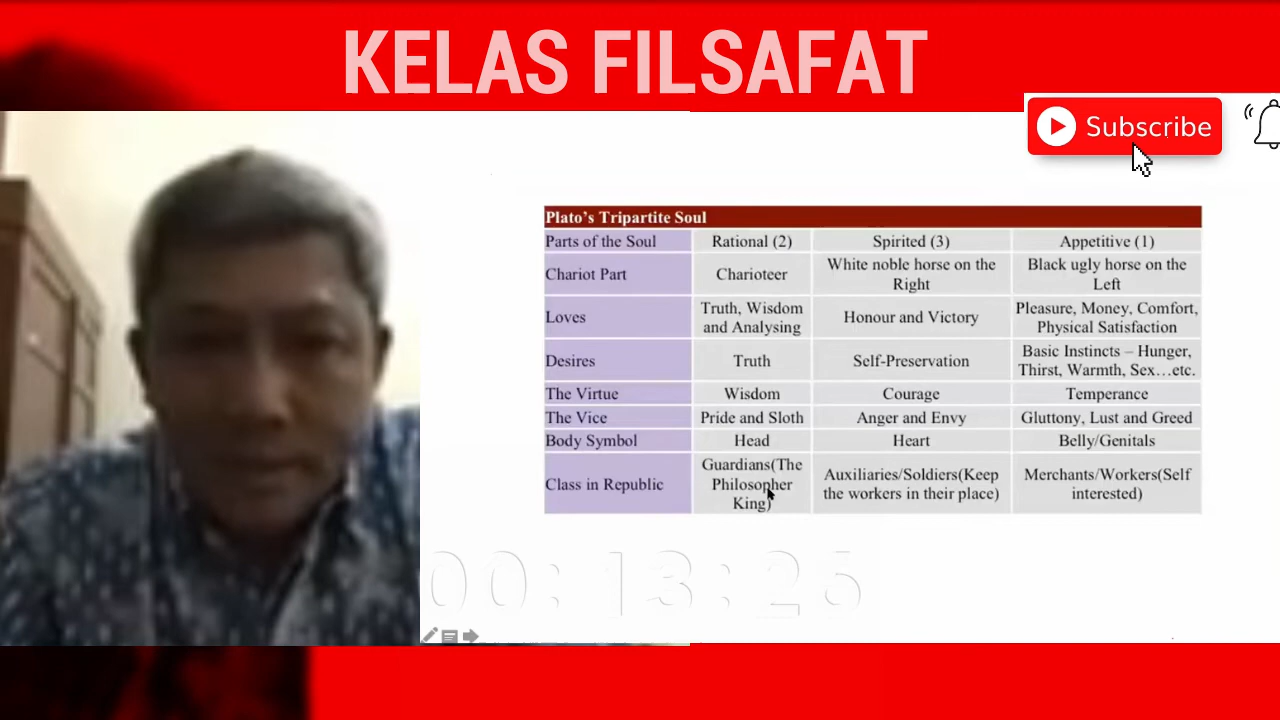 KELAS FILSAFAT
Subscribe
Plato's Tripartite Soul
Parts of the Soul
Rational (2)
Spirited (3)
Appetitive (1)
Chariot Part
Charioteer
White noble horse on the
Right
Black ugly horse on the
Left
Loves
Truth, Wisdom
and Analysing
Honour and Victory
Pleasure, Money, Comfort,
Physical Satisfaction
Desires
Truth
Self-Preservation
Basic Instincts – Hunger,
Thirst, Warmth, Sex…etc.
The Virtue
Wisdom
Courage
Temperance
The Vice
Pride and Sloth
Anger and Envy
Gluttony, Lust and Greed
Body Symbol
Head
Heart
Belly/Genitals
Class in Republic
Guardians(The
Philosopher
King)
Auxiliaries/Soldiers(Keep
the workers in their place)
Merchants/Workers(Self
interested)
00:13:26